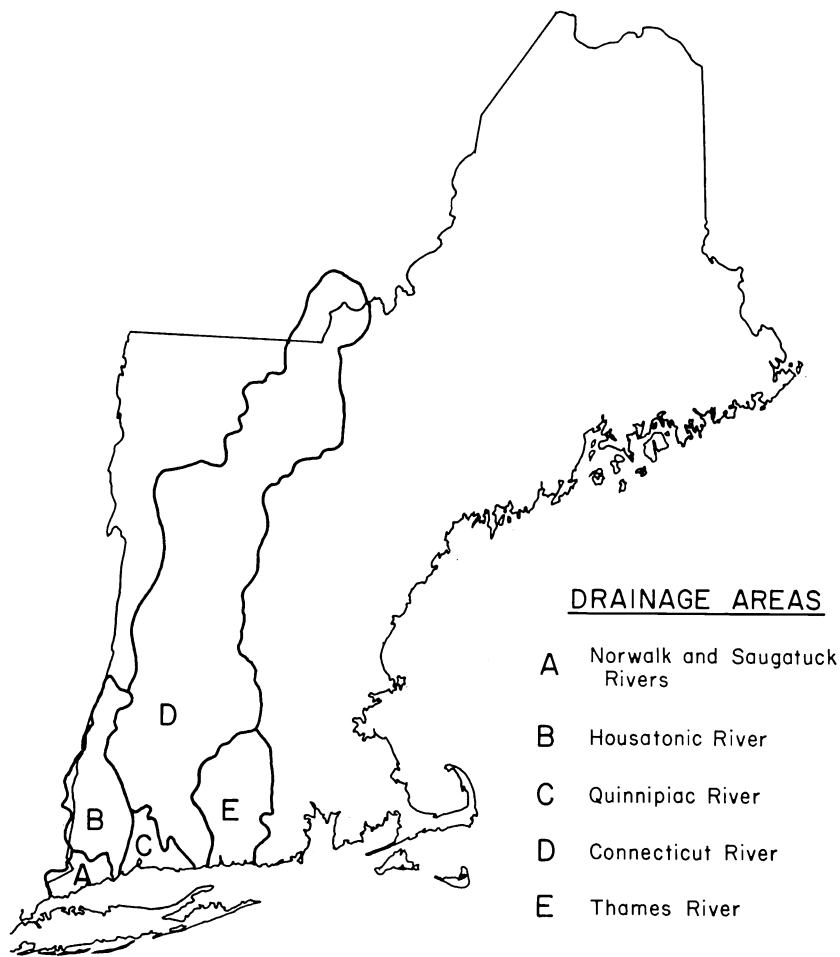 D
B
E
C
A
DRAINAGE AREAS
A Norwalk and Saugatuck
Rivers
B Housatonic River
C Quinnipiac River
D Connecticut River
E Thames River